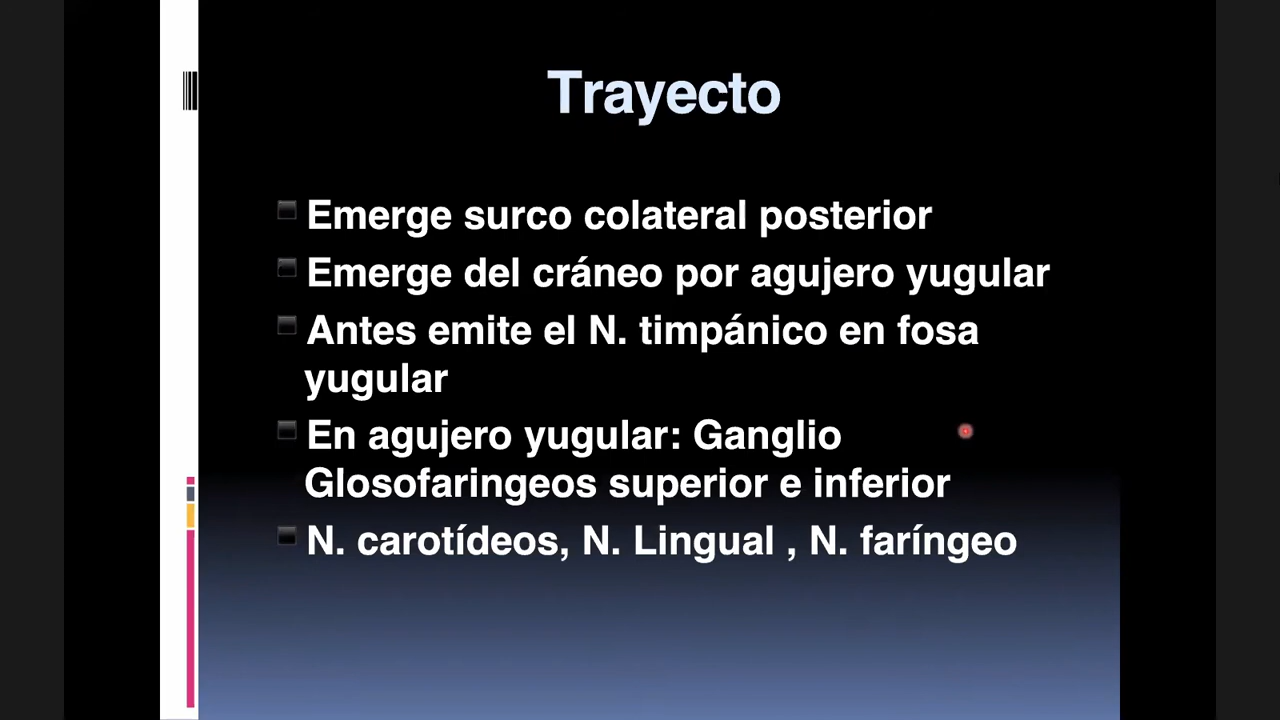 Trayecto
Emerge surco colateral posterior
Emerge del cráneo por agujero yugular
Antes emite el N. timpánico en fosa
yugular
En agujero yugular: Ganglio
Glosofaringeos superior e inferior
N. carotídeos, N. Lingual , N. faríngeo